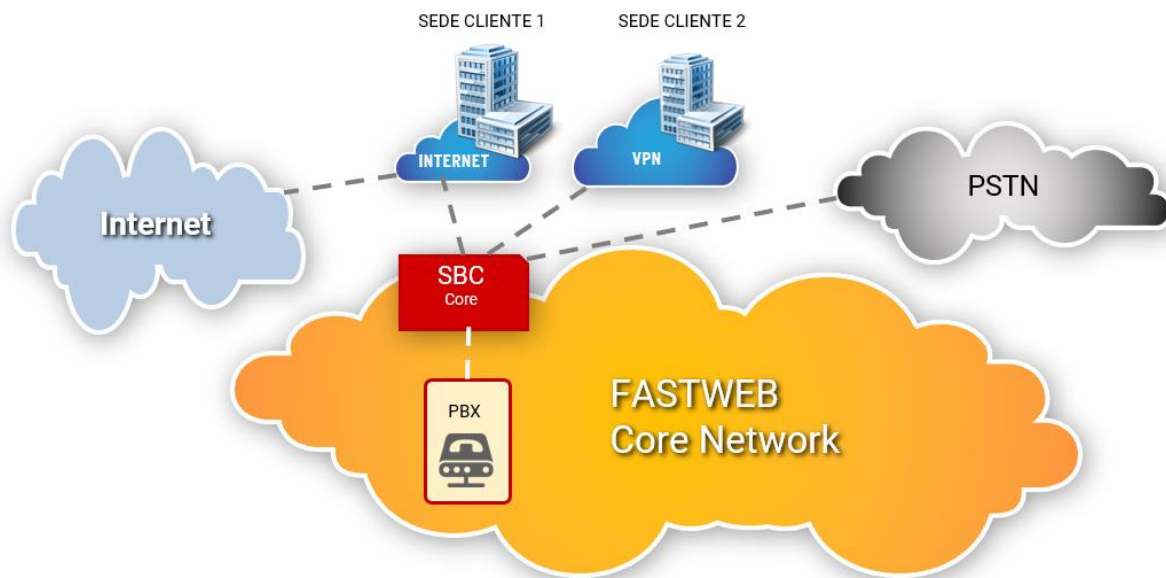 SEDE CLIENTE 1
SEDE CLIENTE 2
INTERNET
VPN
Internet
PSTN
SBC
Core
PBX
FASTWEB
Core Network